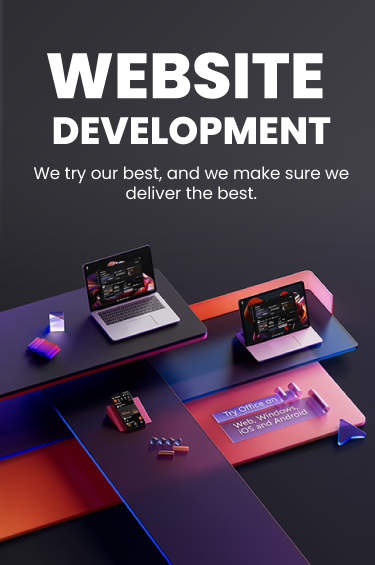 WEBSITE
DEVELOPMENT
We try our best, and we make sure we
deliver the best.
Try Office on
Web, Windows,
iOS and Android